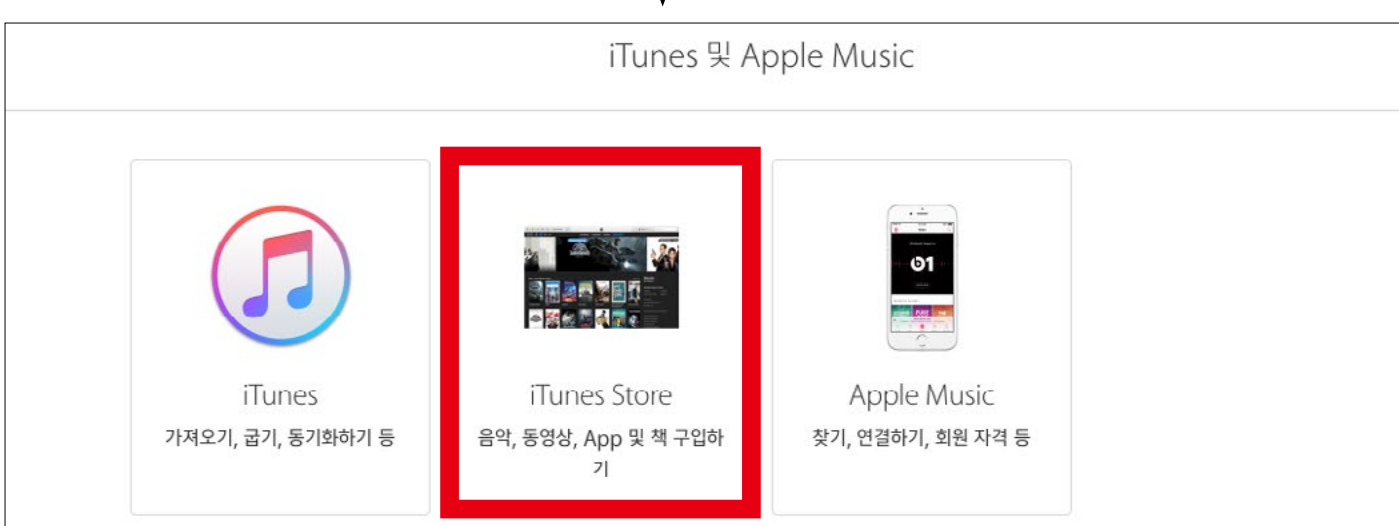 iTunes 및 Apple Music
iTunes
가져오기, 굽기, 동기화하기 등
iTunes Store
음악, 동영상, App 및 책 구입하
기
Apple Music
찾기, 연결하기, 회원 자격 등